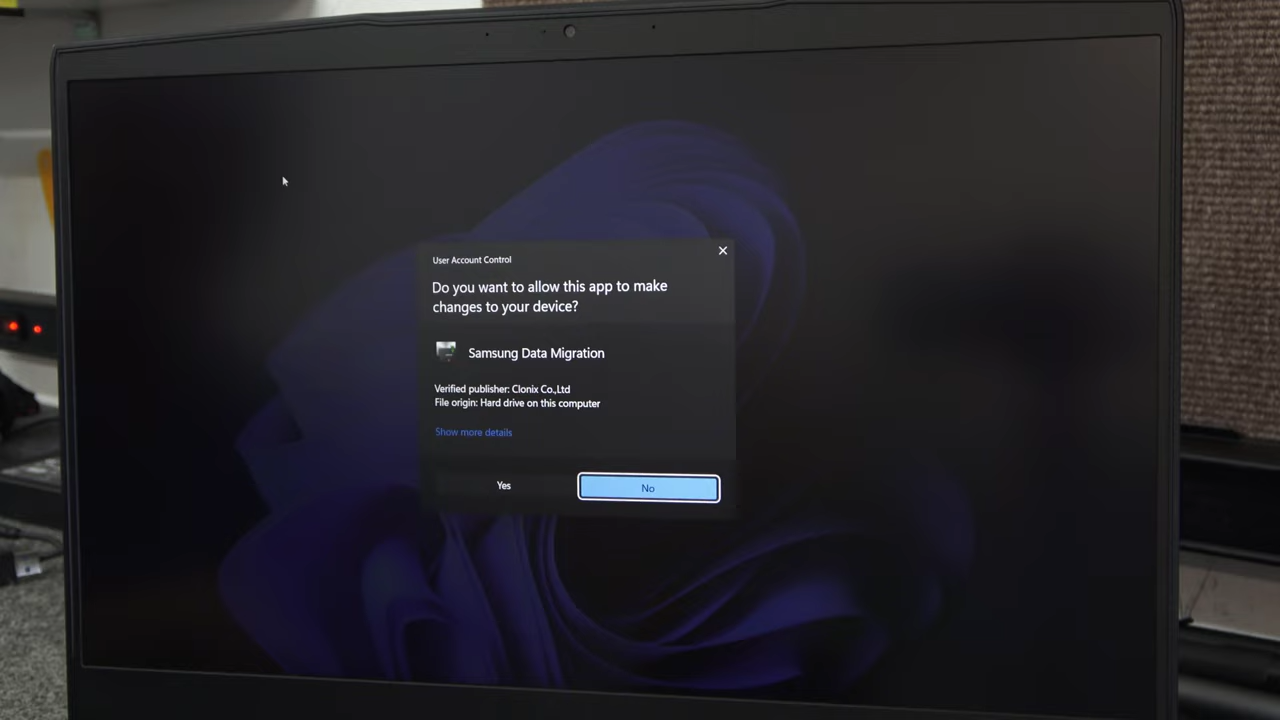 User Account Control
Do you want to allow this app to make
changes to your device?
Samsung Data Migration
Verified publisher: Clonix Co.,Ltd
File origin: Hard drive on this computer
Show more details
Yes
No